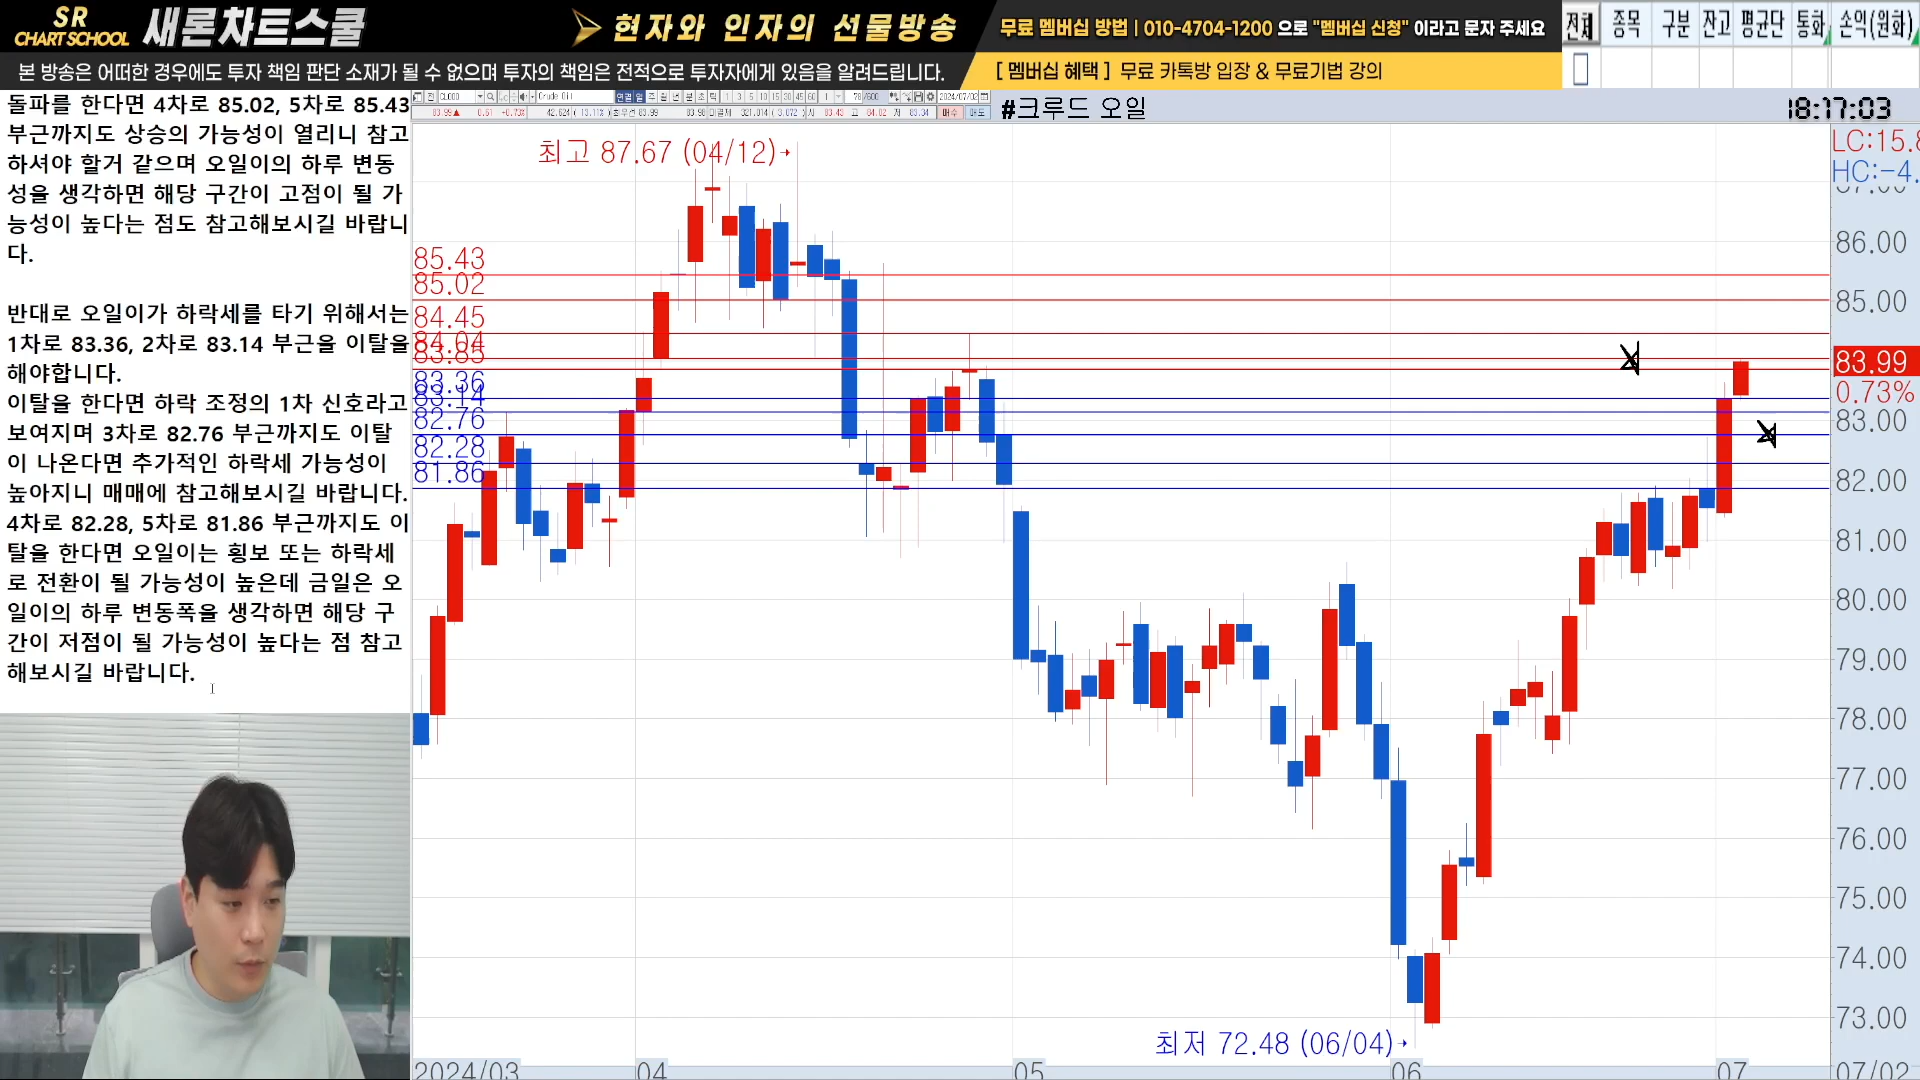 SR
CHART SCHOOL
새론차트스쿨
현자와 인자의 선물방송
무료 멤버십 방법 | 010-4704-1200 으로 "멤버십 신청" 이라고 문자 주세요
전체 종목 구분 잔고 평균단 통화 손익(원화)
본 방송은 어떠한 경우에도 투자 책임 판단 소재가 될 수 없으며 투자의 책임은 전적으로 투자자에게 있음을 알려드립니다.
[ 멤버십 혜택 ] 무료 카톡방 입장 & 무료기법 강의
돌파를 한다면 4차로 85.02, 5차로 85.43
부근까지도 상승의 가능성이 열리니 참고
하셔야 할거 같으며 오일이의 하루 변동
성을 생각하면 해당 구간이 고점이 될 가
능성이 높다는 점도 참고해보시길 바랍니
다.
반대로 오일이가 하락세를 타기 위해서는
1차로 83.36, 2차로 83.14 부근을 이탈을
해야합니다.
이탈을 한다면 하락 조정의 1차 신호라고
보여지며 3차로 82.76 부근까지도 이탈
이 나온다면 추가적인 하락세 가능성이
높아지니 매매에 참고해보시길 바랍니다.
4차로 82.28, 5차로 81.86 부근까지도 이
탈을 한다면 오일이는 횡보 또는 하락세
로 전환이 될 가능성이 높은데 금일은 오
일이의 하루 변동폭을 생각하면 해당 구
간이 저점이 될 가능성이 높다는 점 참고
해보시길 바랍니다.
Crude Oil
2024/07/02
#크루드 오일
18:17:03
최고 87.67 (04/12)
85.43
85.02
84.45
84.04
83.85
83.36
83.14
82.76
82.28
81.86
최저 72.48 (06/04)
LC:15.8
HC:-4.
86.00
85.00
83.99
0.73%
83.00
82.00
81.00
80.00
79.00
78.00
77.00
76.00
75.00
74.00
73.00
2024/03 04 05 06 07 07/02